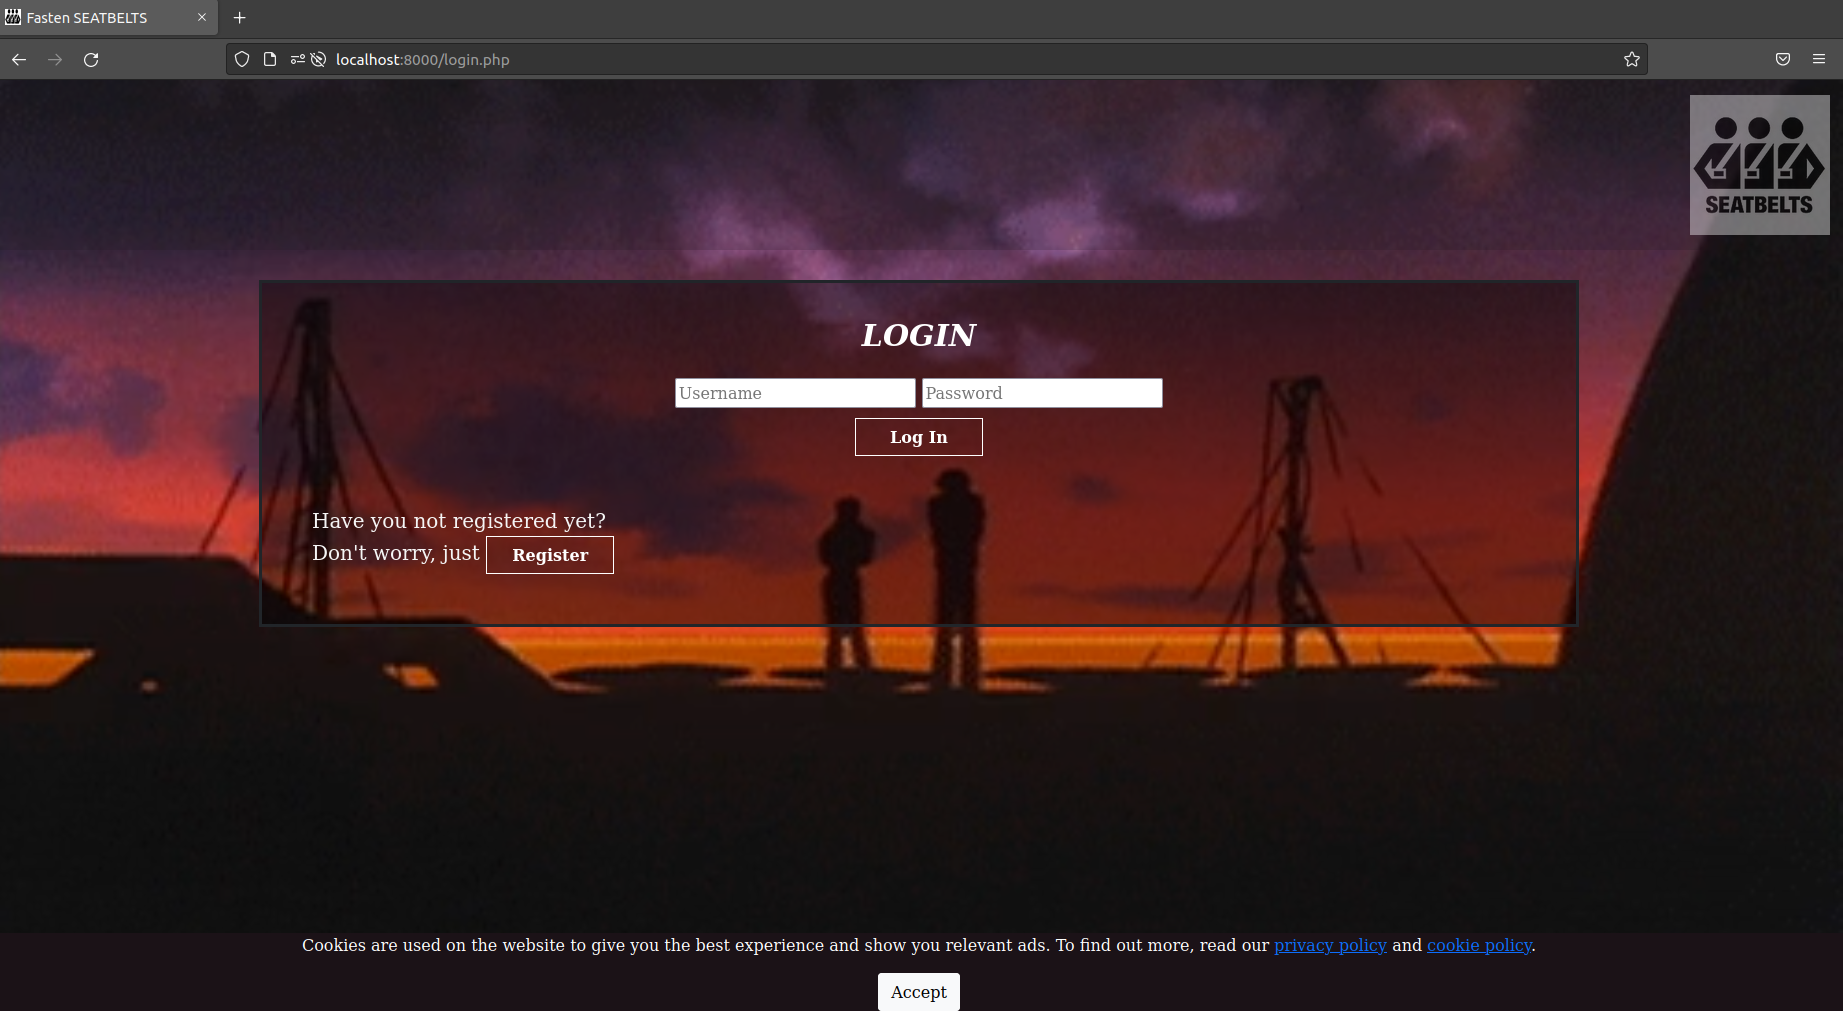 Fasten SEATBELTS
localhost:8000/login.php
SEATBELTS
LOGIN
Username Password
Log In
Have you not registered yet?
Don't worry, just Register
Cookies are used on the website to give you the best experience and show you relevant ads. To find out more, read our privacy policy and cookie policy.
Accept